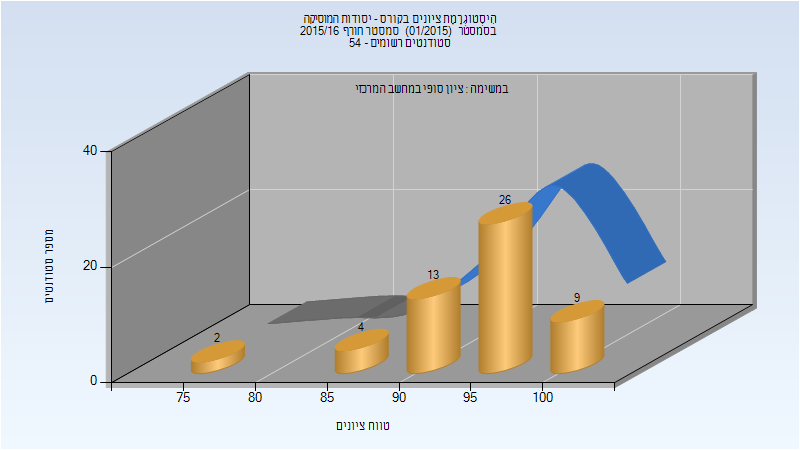 היסטוגרמת ציונים בקורס - יסודות המוסיקה
בסמסטר (01/2015) סמסטר חורף 2015/16
סטודנטים רשומים - 54
במשימה : ציון סופי במחשב המרכזי
40
20
0
מספר סטודנטים
2
4
13
26
9
75
80
85
90
95
100
טווח ציונים